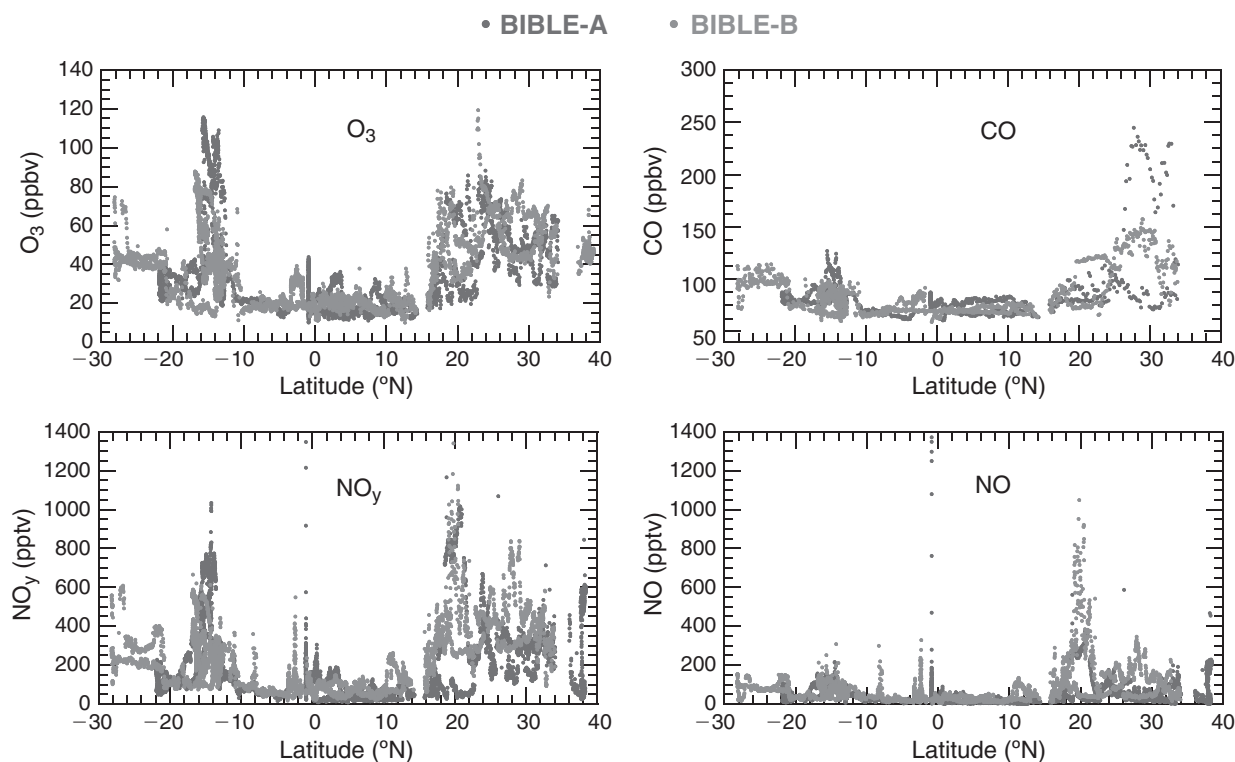 • BIBLE-A • BIBLE-B
O3 (ppbv)
140
120
100
80
60
40
20
0
O3
−30 −20 −10 0 10 20 30 40
Latitude (°N)
CO (ppbv)
300
250
200
150
100
50
CO
−30 −20 −10 0 10 20 30 40
Latitude (°N)
NOy (pptv)
1400
1200
1000
800
600
400
200
0
NOy
−30 −20 −10 0 10 20 30 40
Latitude (°N)
NO (pptv)
1400
1200
1000
800
600
400
200
0
NO
−30 −20 −10 0 10 20 30 40
Latitude (°N)